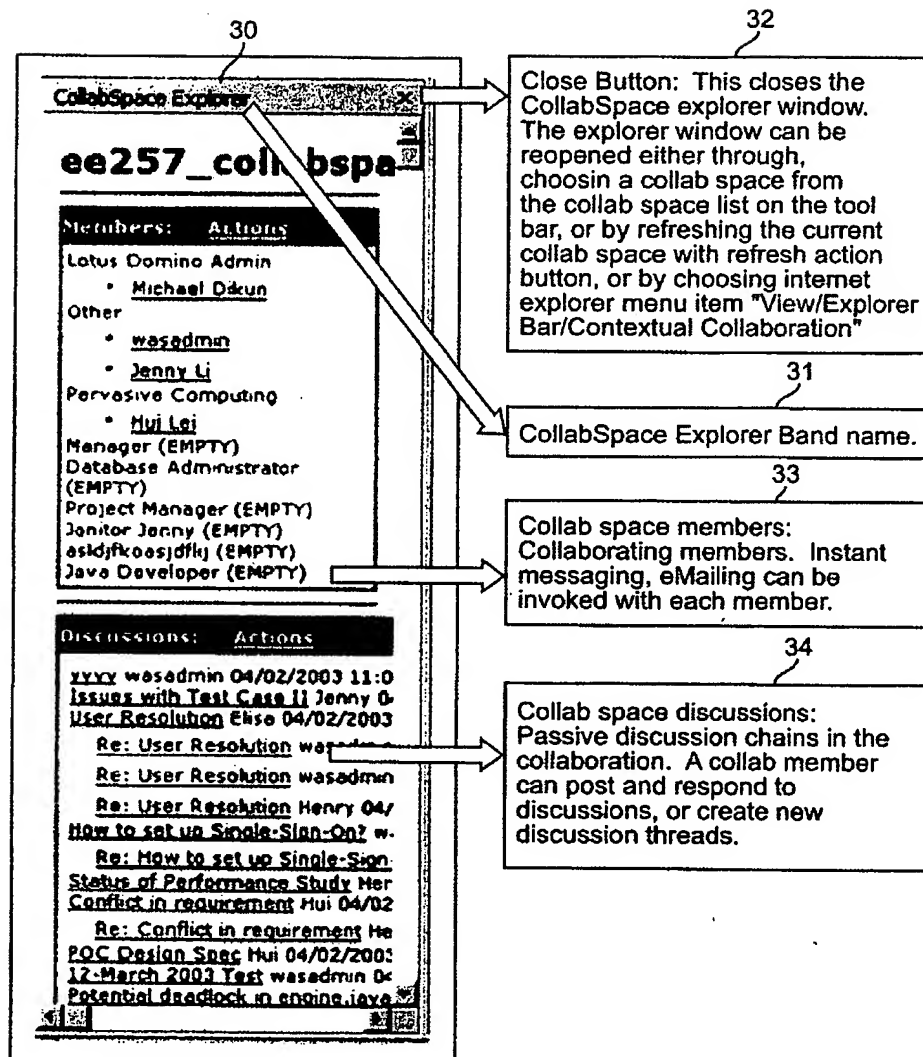 30
CollabSpace Explorer
ee257_collabspa
Members: Actions
Lotus Domino Admin
• Michael Dikun
Other
• wasadmin
• Jenny Li
Pervasive Computing
• Hui Lei
Manager (EMPTY)
Database Administrator
(EMPTY)
Project Manager (EMPTY)
Janitor Jenny (EMPTY)
Java Developer (EMPTY)
Discussions: Actions
yyyy wasadmin 04/02/2003 11:0
Issues with Test Case II Jenny 0
User Resolution Elisa 04/02/2003
Re: User Resolution
Re: User Resolution wasadmin
Re: User Resolution Henry 04/
How to set up Single-Sign-On? w
Re: How to set up Single-Sign
Status of Performance Study Her
Conflict in requirement Hui 04/02
Re: Conflict in requirement He
POC Design Spec Hui 04/02/2003
12-March 2003 Test wasadmin 04
Potential deadlock in engine.java
32
Close Button: This closes the
CollabSpace explorer window.
The explorer window can be
reopened either through,
choosin a collab space from
the collab space list on the tool
bar, or by refreshing the current
collab space with refresh action
button, or by choosing internet
explorer menu item "View/Explorer
Bar/Contextual Collaboration"
31
CollabSpace Explorer Band name.
33
Collab space members:
Collaborating members. Instant
messaging, eMailing can be
invoked with each member.
34
Collab space discussions:
Passive discussion chains in the
collaboration. A collab member
can post and respond to
discussions, or create new
discussion threads.